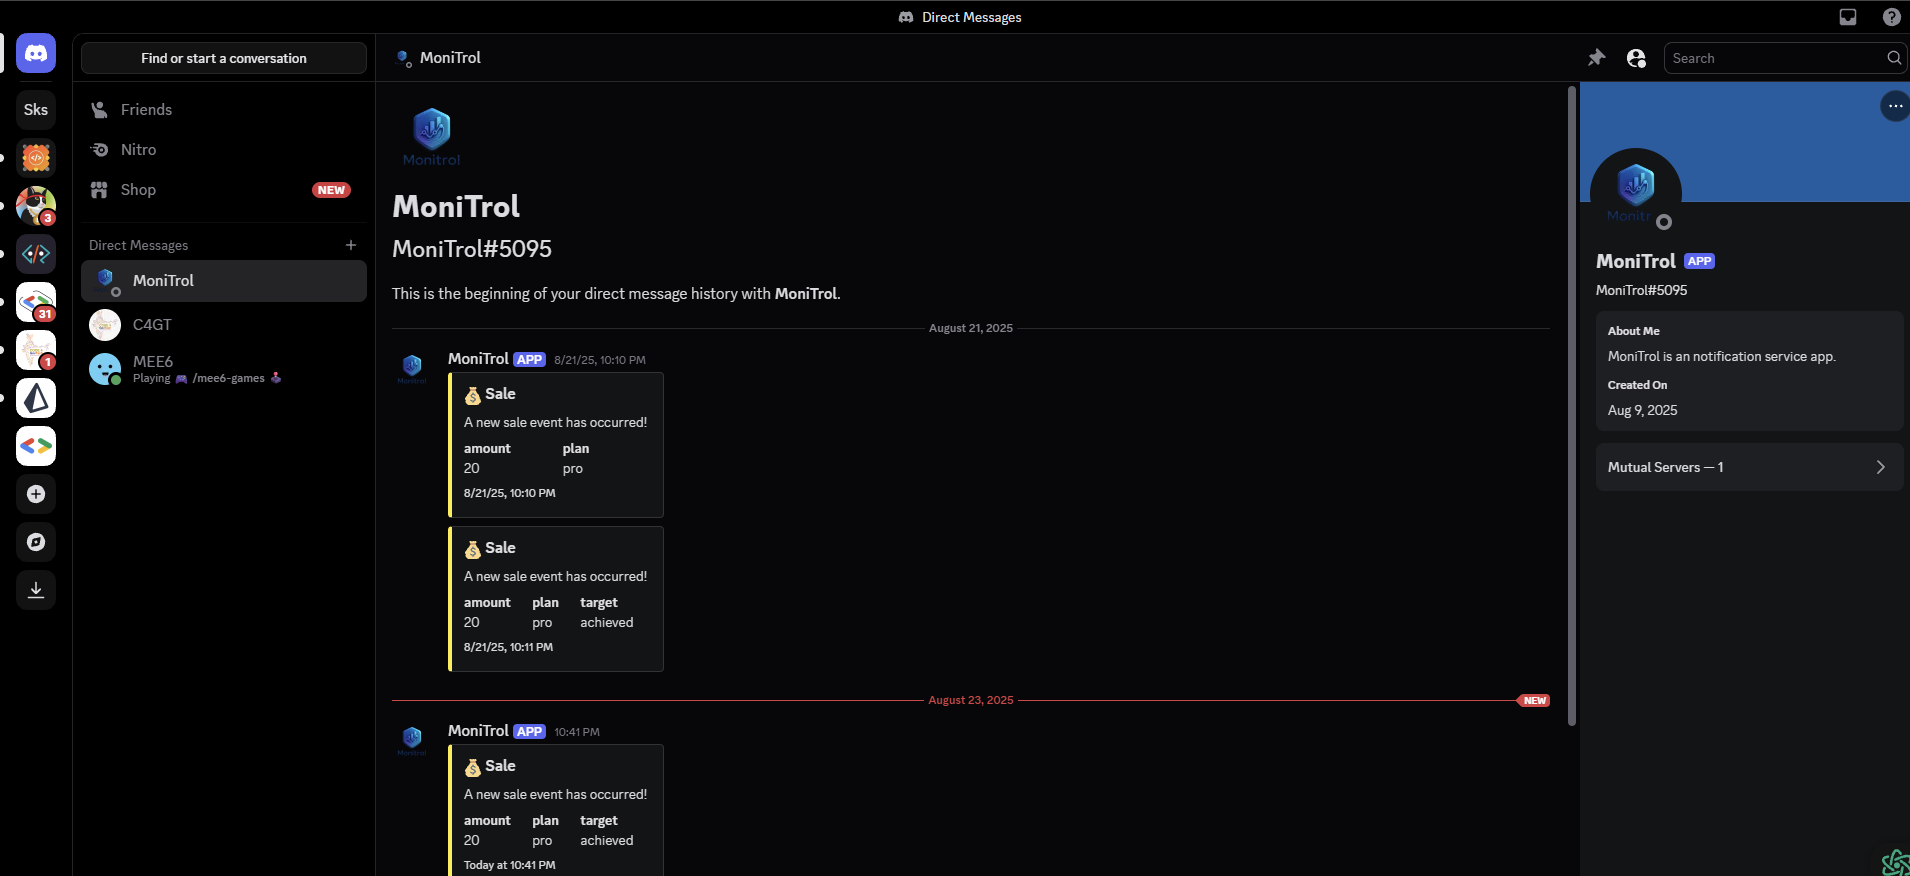 Direct Messages
Find or start a conversation
Friends
Nitro
Shop
NEW
Direct Messages
MoniTrol
C4GT
MEE6
Playing 🎮 /mee6-games 🕹️
Sks
3
31
1
MoniTrol
Search
Monitrol
MoniTrol
MoniTrol#5095
This is the beginning of your direct message history with MoniTrol.
August 21, 2025
MoniTrol APP 8/21/25, 10:10 PM
💰 Sale
A new sale event has occurred!
amount plan
20 pro
8/21/25, 10:10 PM
💰 Sale
A new sale event has occurred!
amount plan target
20 pro achieved
8/21/25, 10:11 PM
August 23, 2025 NEW
MoniTrol APP 10:41 PM
💰 Sale
A new sale event has occurred!
amount plan target
20 pro achieved
Today at 10:41 PM
Monitr
MoniTrol APP
MoniTrol#5095
About Me
MoniTrol is an notification service app.
Created On
Aug 9, 2025
Mutual Servers — 1